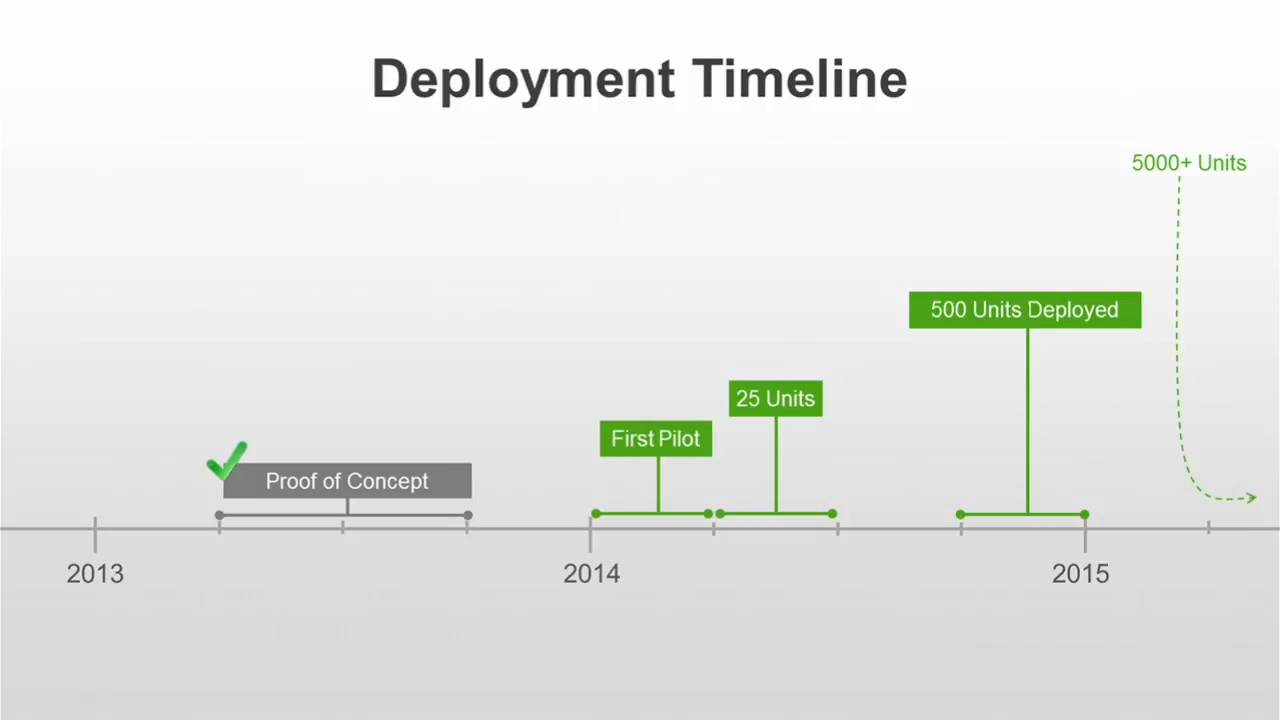 Deployment Timeline
5000+ Units
500 Units Deployed
25 Units
First Pilot
Proof of Concept
2013
2014
2015